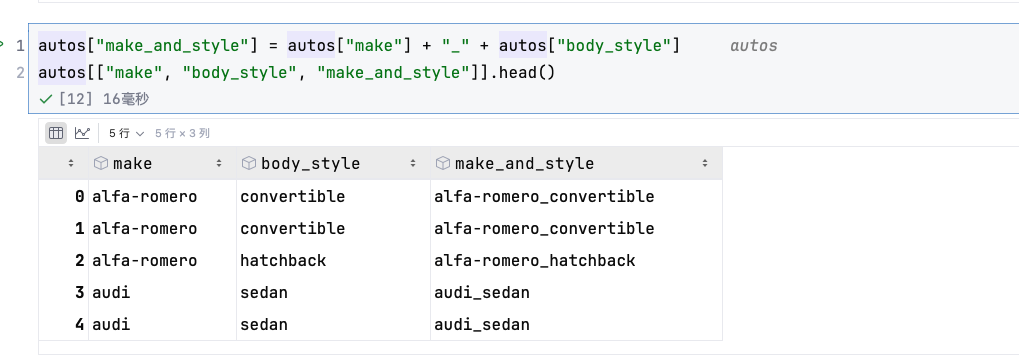 1 autos["make_and_style"] = autos["make"] + "_" + autos["body_style"] autos
2 autos[["make", "body_style", "make_and_style"]].head()
[12] 16毫秒
5 行 5 行 × 3 列
make body_style make_and_style
0 alfa-romero convertible alfa-romero_convertible
1 alfa-romero convertible alfa-romero_convertible
2 alfa-romero hatchback alfa-romero_hatchback
3 audi sedan audi_sedan
4 audi sedan audi_sedan